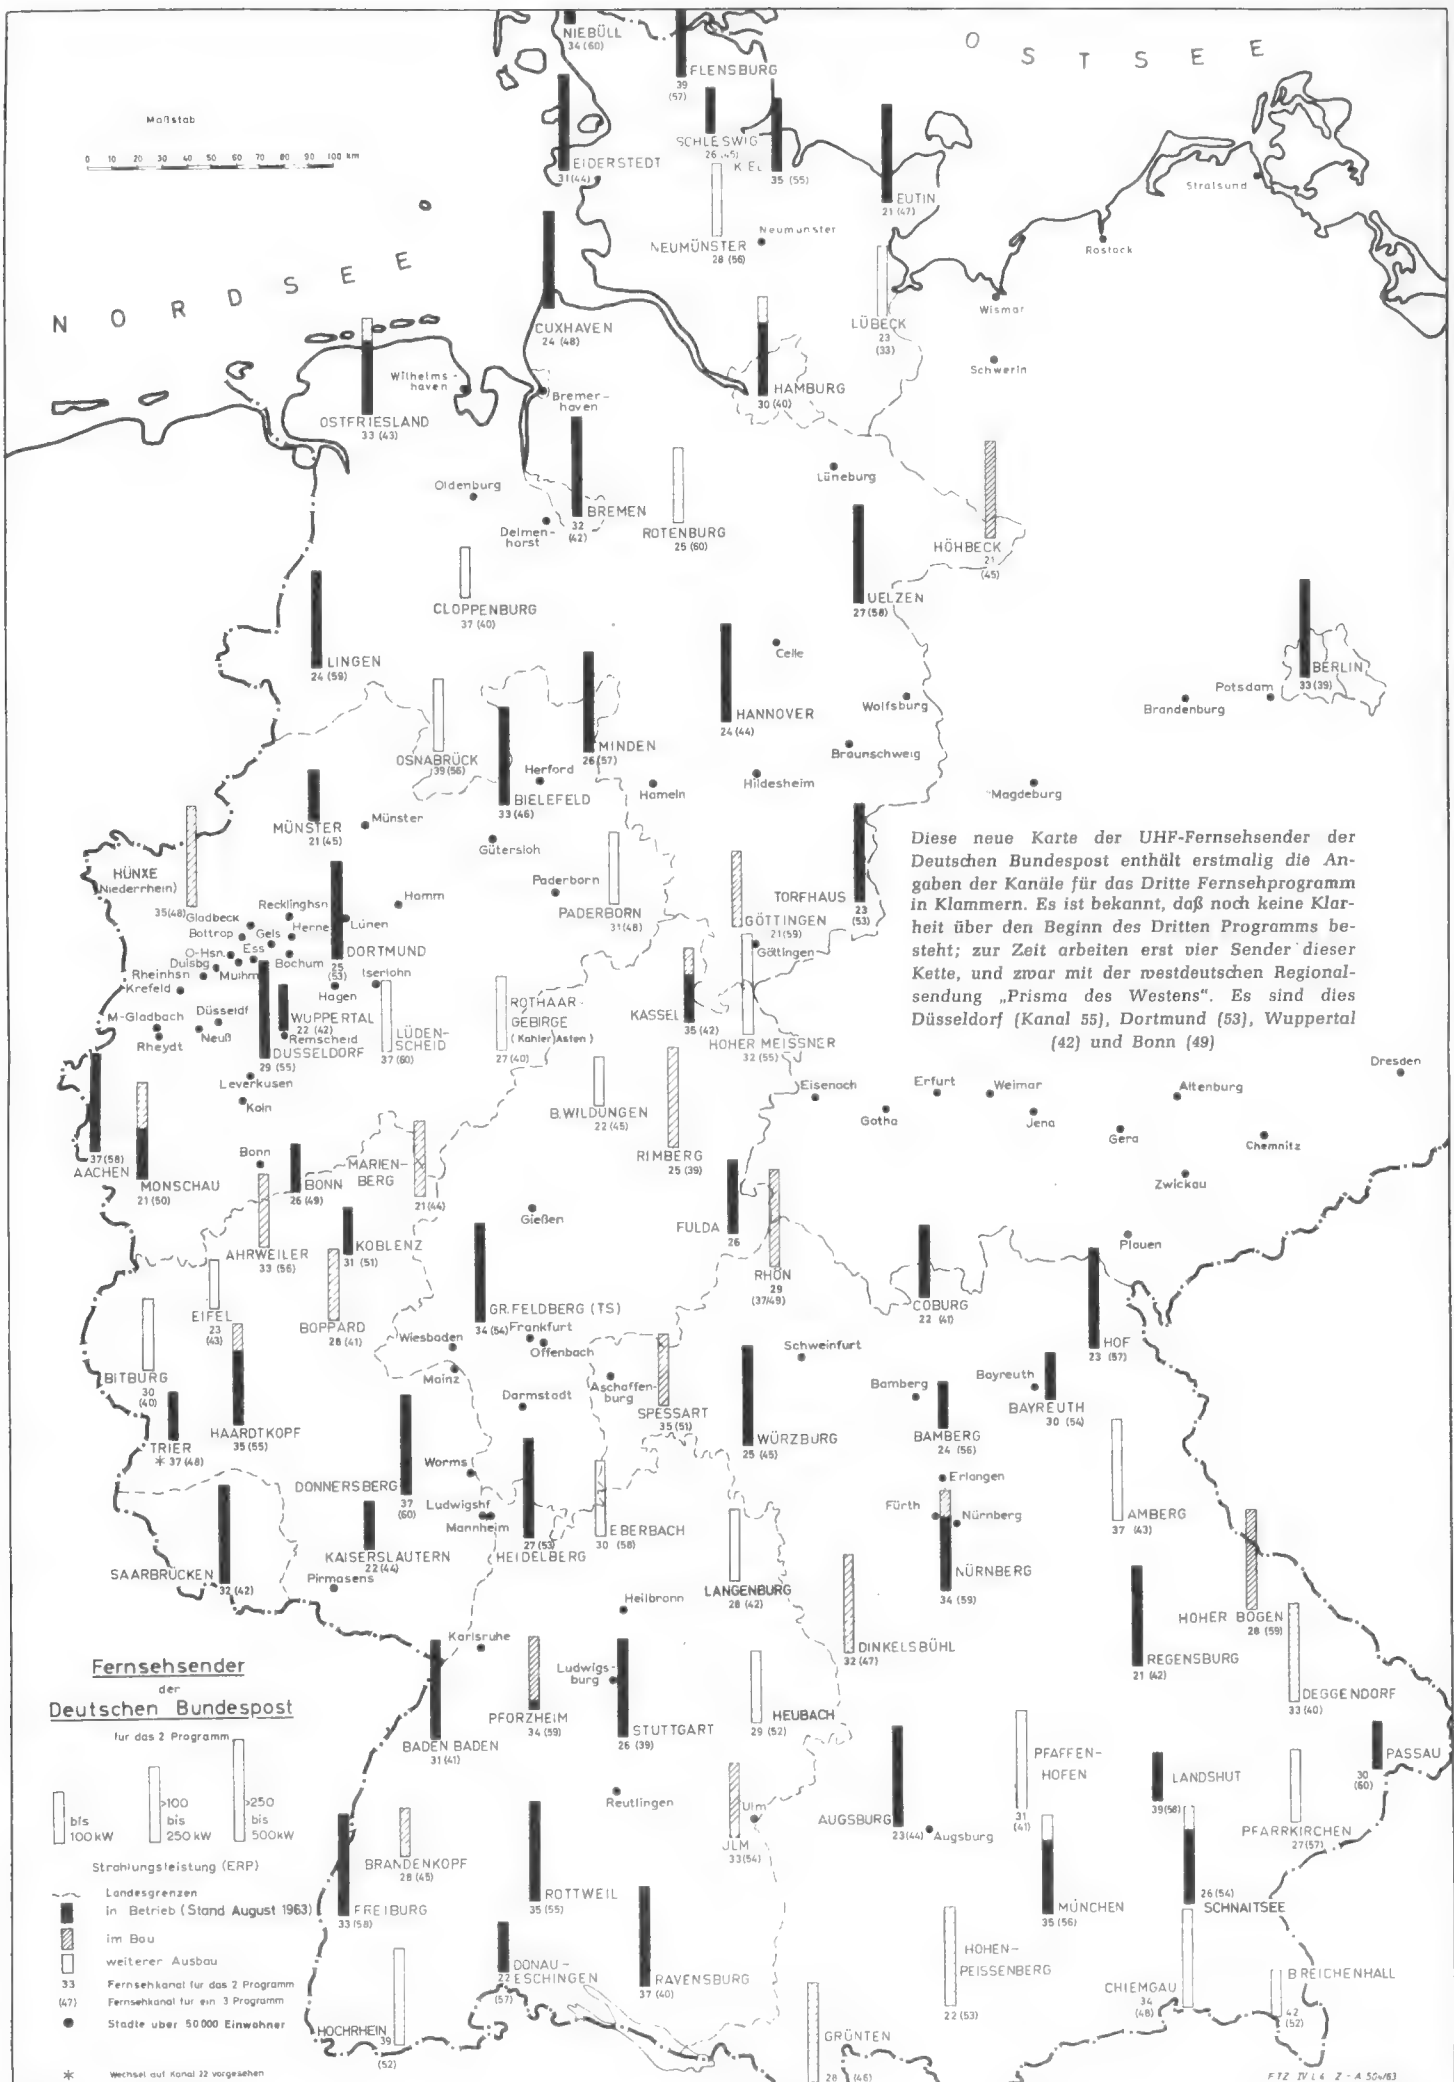 OSTSEE
NIEBÜLL
34 (60)
FLENSBURG
39
(57)
Maßstab
0 10 20 30 40 50 60 70 80 90 100 km
SCHLESWIG
26 (45)
EIDERSTEDT
31 (44)
KIEL
35 (55)
EUTIN
21 (47)
Stralsund
Neumünster
NEUMÜNSTER
28 (56)
Rostock
NORDSEE
Wismar
LÜBECK
23
(33)
CUXHAVEN
24 (48)
Schwerin
Wilhelms-
haven
Bremer-
haven
HAMBURG
30 (40)
OSTFRIESLAND
33 (43)
Lüneburg
Oldenburg
BREMEN
32
(42)
Delmen-
horst
ROTENBURG
25 (60)
HÖHBECK
21
(45)
UELZEN
27 (58)
CLOPPENBURG
37 (40)
Celle
LINGEN
24 (59)
BERLIN
33 (39)
Potsdam
Brandenburg
Wolfsburg
HANNOVER
24 (44)
Braunschweig
MINDEN
26 (57)
OSNABRÜCK
39 (56)
Herford
Hameln
Hildesheim
Magdeburg
BIELEFELD
33 (46)
MÜNSTER
21 (45)
Münster
Gütersloh
Diese neue Karte der UHF-Fernsehsender der
Deutschen Bundespost enthält erstmalig die An-
gaben der Kanäle für das Dritte Fernsehprogramm
in Klammern. Es ist bekannt, daß noch keine Klar-
heit über den Beginn des Dritten Programms be-
steht; zur Zeit arbeiten erst vier Sender dieser
Kette, und zwar mit der westdeutschen Regional-
sendung „Prisma des Westens“. Es sind dies
Düsseldorf (Kanal 55), Dortmund (53), Wuppertal
(42) und Bonn (49)
HÜNXE
(Niederrhein)
35 (48)
Paderborn
PADERBORN
31 (48)
TORFHAUS
23
(53)
GÖTTINGEN
21 (59)
Göttingen
Hamm
Recklinghsn
Gladbeck
Lünen
Bottrop
Gels
Herne
DORTMUND
25
(53)
O-Hsn.
Ess
Bochum
Duisbg
Mülhm
Iserlohn
Rheinhsn
Krefeld
Hagen
ROTHAAR-
GEBIRGE
(Kahler Asten)
27 (40)
KASSEL
35 (42)
WUPPERTAL
22 (42)
Remscheid
LÜDEN-
SCHEID
37 (60)
M-Gladbach
Düsseldf
Neuß
Rheydt
DÜSSELDORF
29 (55)
HOHER MEISSNER
32 (55)
Dresden
Leverkusen
Köln
Eisenach
Erfurt
Weimar
Altenburg
Gotha
Jena
Gera
Chemnitz
B.WILDUNGEN
22 (45)
RIMBERG
25 (39)
AACHEN
37 (58)
MONSCHAU
21 (50)
Bonn
BONN
26 (49)
MARIEN-
BERG
21 (44)
Zwickau
Gießen
FULDA
26
Plauen
AHRWEILER
33 (56)
KOBLENZ
31 (51)
RHÖN
29
(37/49)
EIFEL
23
(43)
BOPPARD
28 (41)
GR.FELDBERG (TS)
34 (54)
COBURG
22 (41)
HOF
23 (57)
Wiesbaden
Frankfurt
Offenbach
Schweinfurt
BITBURG
30
(40)
Mainz
Aschaffen-
burg
Bamberg
Bayreuth
BAYREUTH
30 (54)
Darmstadt
SPESSART
35 (51)
BAMBERG
24 (56)
WÜRZBURG
25 (45)
TRIER
* 37 (48)
HAARDTKOPF
35 (55)
Worms
DONNERSBERG
37
(60)
Erlangen
Fürth
Nürnberg
AMBERG
37 (43)
Ludwigshf
Mannheim
KAISERSLAUTERN
22 (44)
HEIDELBERG
27 (53)
EBERBACH
30 (58)
SAARBRÜCKEN
32 (42)
Pirmasens
LANGENBURG
28 (42)
NÜRNBERG
34 (59)
HOHER BOGEN
28 (59)
Heilbronn
Karlsruhe
DINKELSBÜHL
32 (47)
REGENSBURG
21 (42)
Ludwigs-
burg
DEGGENDORF
33 (40)
PFORZHEIM
34 (59)
STUTTGART
26 (39)
HEUBACH
29 (52)
BADEN BADEN
31 (41)
PFAFFEN-
HOFEN
31
(41)
LANDSHUT
39 (58)
PASSAU
30
(60)
Reutlingen
Ulm
ULM
33 (54)
AUGSBURG
23 (44)
Augsburg
PFARRKIRCHEN
27 (57)
BRANDENKOPF
28 (45)
FREIBURG
33 (58)
ROTTWEIL
35 (55)
MÜNCHEN
35 (56)
26 (54)
SCHNAITSEE
DONAU-
ESCHINGEN
22
(57)
RAVENSBURG
37 (40)
HOHEN-
PEISSENBERG
22 (53)
CHIEMGAU
34
(48)
B REICHENHALL
42
(52)
HOCHRHEIN
39
(52)
GRÜNTEN
28 (46)
Fernsehsender
der
Deutschen Bundespost
für das 2 Programm
bis
100 kW
>100
bis
250 kW
>250
bis
500kW
Strahlungsleistung (ERP)
Landesgrenzen
in Betrieb (Stand August 1963)
im Bau
weiterer Ausbau
33 Fernsehkanal für das 2 Programm
(47) Fernsehkanal für ein 3 Programm
Städte über 50000 Einwohner
* Wechsel auf Kanal 22 vorgesehen